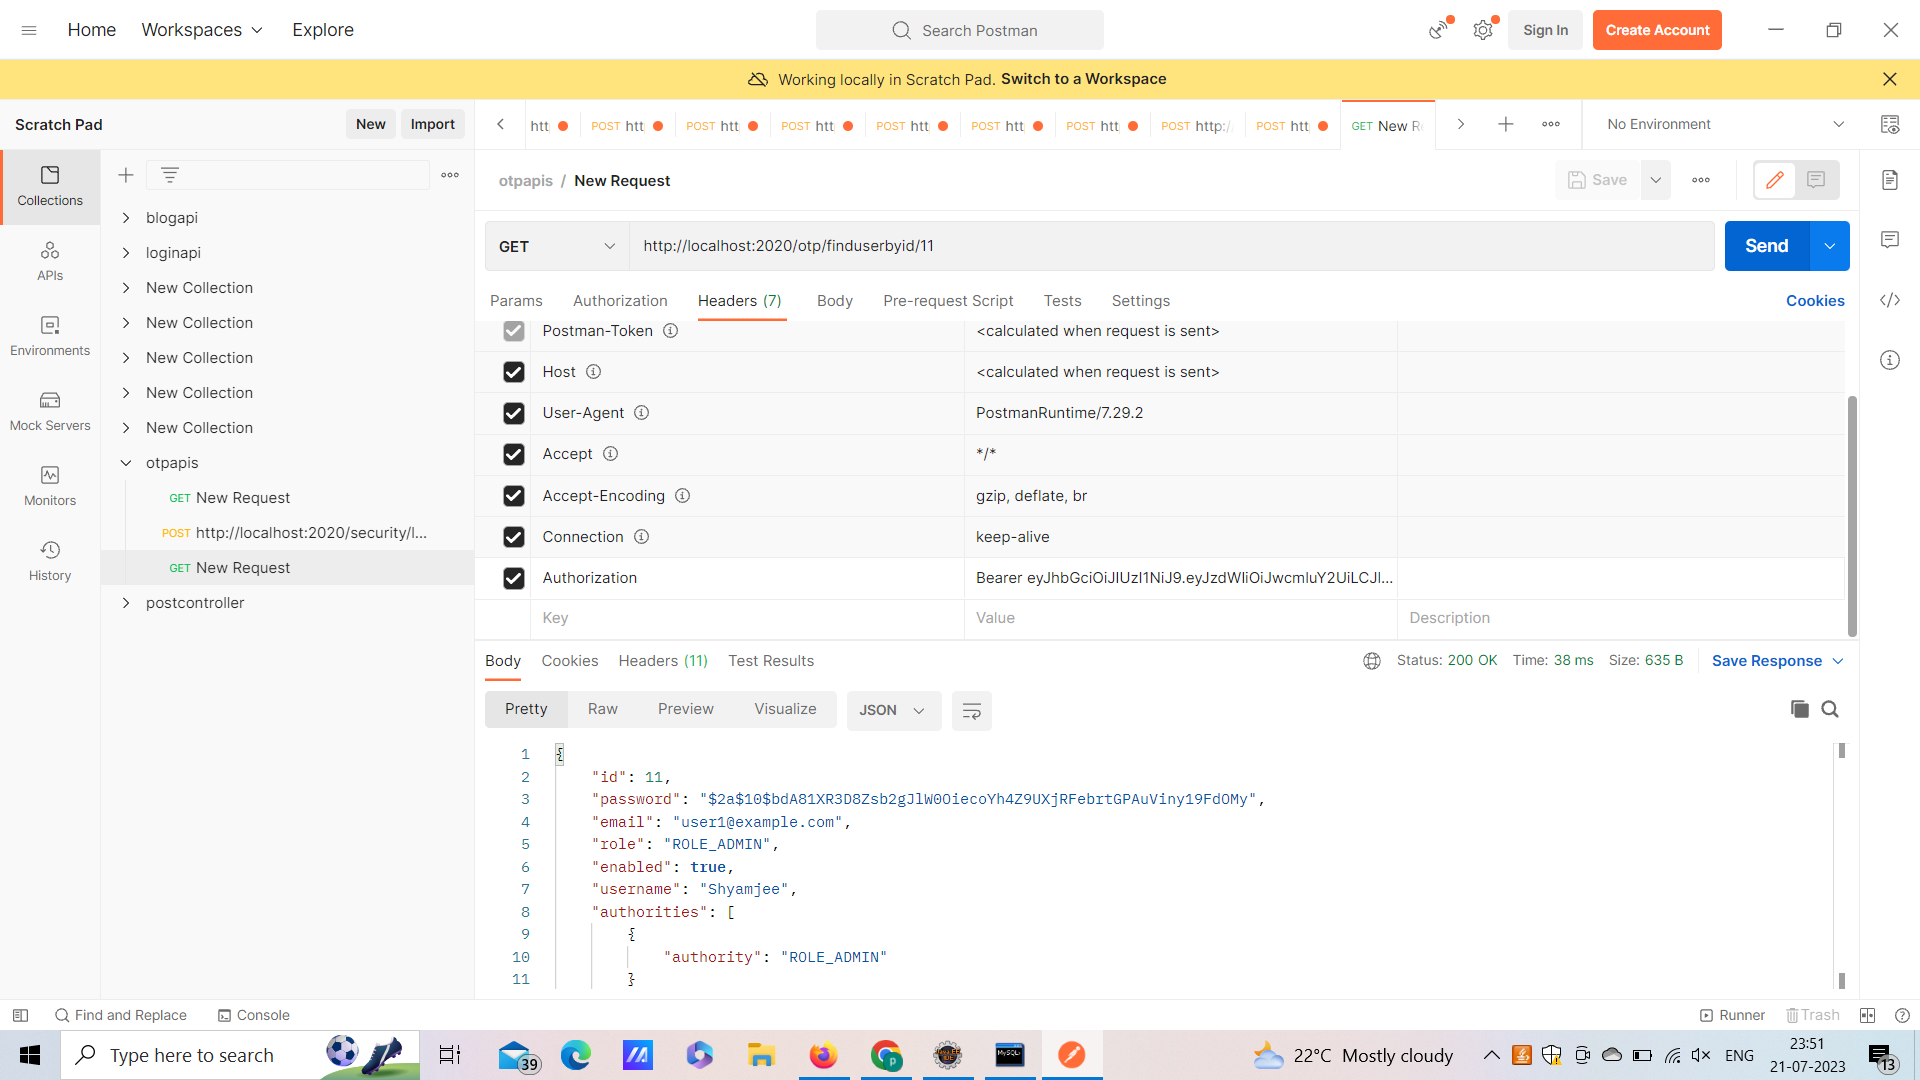 Home Workspaces Explore Search Postman Sign In Create Account
Working locally in Scratch Pad. Switch to a Workspace
Scratch Pad New Import
htt POST htt POST htt POST htt POST htt POST htt POST htt POST http:/ POST htt GET New R No Environment
Collections
APIs
Environments
Mock Servers
Monitors
History
blogapi
loginapi
New Collection
New Collection
New Collection
New Collection
New Collection
otpapis
GET New Request
POST http://localhost:2020/security/l...
GET New Request
postcontroller
otpapis / New Request Save
GET http://localhost:2020/otp/finduserbyid/11 Send
Params Authorization Headers (7) Body Pre-request Script Tests Settings Cookies
Postman-Token <calculated when request is sent>
Host <calculated when request is sent>
User-Agent PostmanRuntime/7.29.2
Accept */*
Accept-Encoding gzip, deflate, br
Connection keep-alive
Authorization Bearer eyJhbGciOiJIUzI1NiJ9.eyJzdWIiOiJwcmluY2UiLCJl...
Key Value Description
Body Cookies Headers (11) Test Results Status: 200 OK Time: 38 ms Size: 635 B Save Response
Pretty Raw Preview Visualize JSON
1 {
2 "id": 11,
3 "password": "$2a$10$bdA81XR3D8Zsb2gJlW0OiecoYh4Z9UXjRFebrtGPAuViny19FdOMy",
4 "email": "user1@example.com",
5 "role": "ROLE_ADMIN",
6 "enabled": true,
7 "username": "Shyamjee",
8 "authorities": [
9 {
10 "authority": "ROLE_ADMIN"
11 }
Find and Replace Console Runner Trash
Type here to search 39 MySQL 22°C Mostly cloudy ENG 23:51
21-07-2023 13